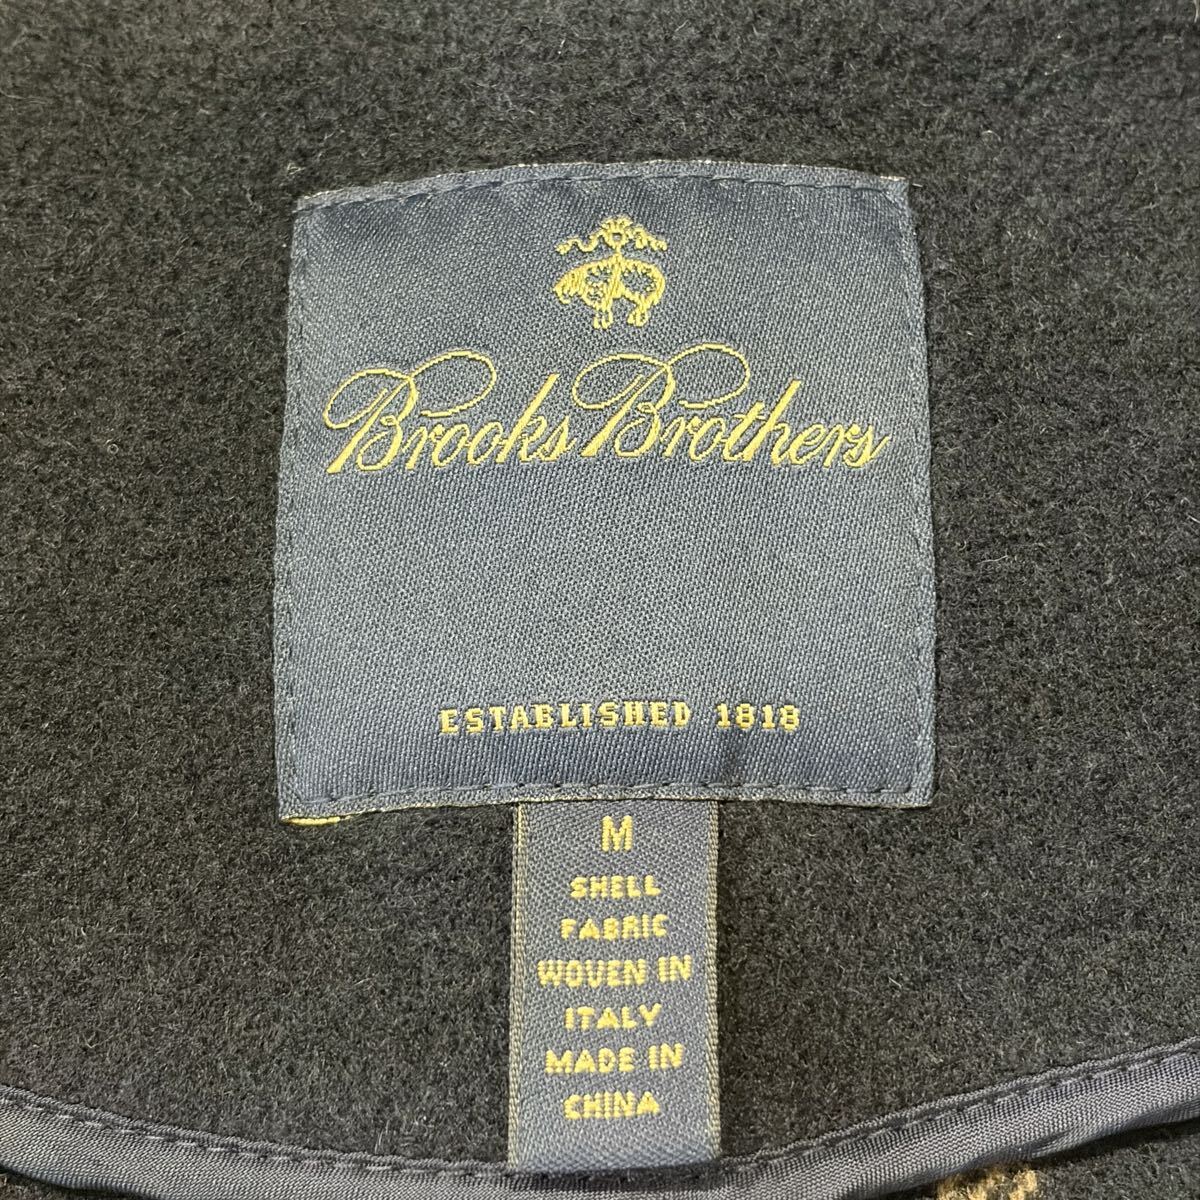 Brooks Brothers
ESTABLISHED 1818
M
SHELL
FABRIC
WOVEN IN
ITALY
MADE IN
CHINA